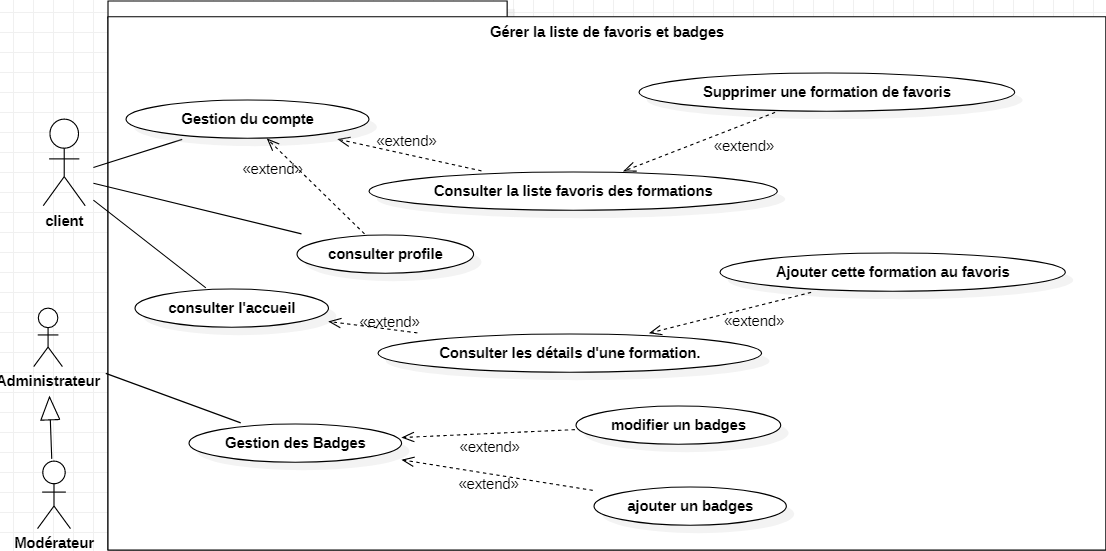 Gérer la liste de favoris et badges
Supprimer une formation de favoris
Gestion du compte
«extend»
«extend»
«extend»
Consulter la liste favoris des formations
client
consulter profile
Ajouter cette formation au favoris
consulter l'accueil
«extend»
«extend»
Consulter les détails d'une formation.
Administrateur
modifier un badges
Gestion des Badges
«extend»
«extend»
ajouter un badges
Modérateur